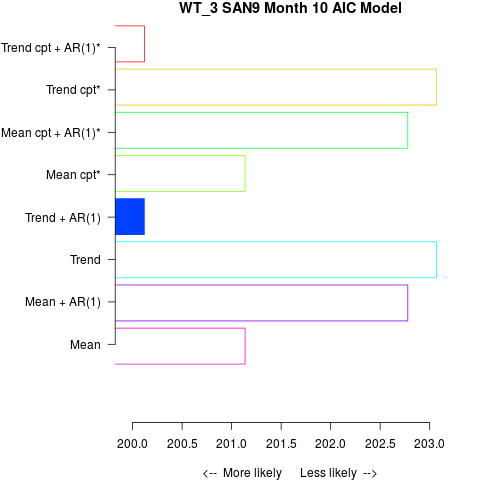 WT_3 SAN9 Month 10 AIC Model
Trend cpt + AR(1)*
Trend cpt*
Mean cpt + AR(1)*
Mean cpt*
Trend + AR(1)
Trend
Mean + AR(1)
Mean
200.0 200.5 201.0 201.5 202.0 202.5 203.0
<-- More likely Less likely -->